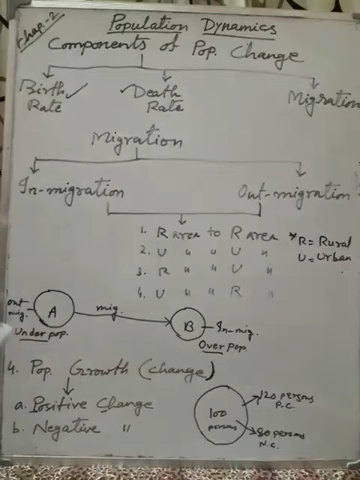 Chap-2
Population Dynamics
Components of Pop. Change
Birth ✓ Death Migration
Rate Rate
Migration
In-migration Out-migration
1. R area to R area *R= Rural
2. U " " U " U = Urban
3. R " " U "
4. U " " R "
out mig. A mig. B In-mig.
Under pop. Over pop.
4. Pop. Growth (change)
a. Positive Change
b. Negative "
100 persons
120 persons
P.C.
80 persons
N.C.